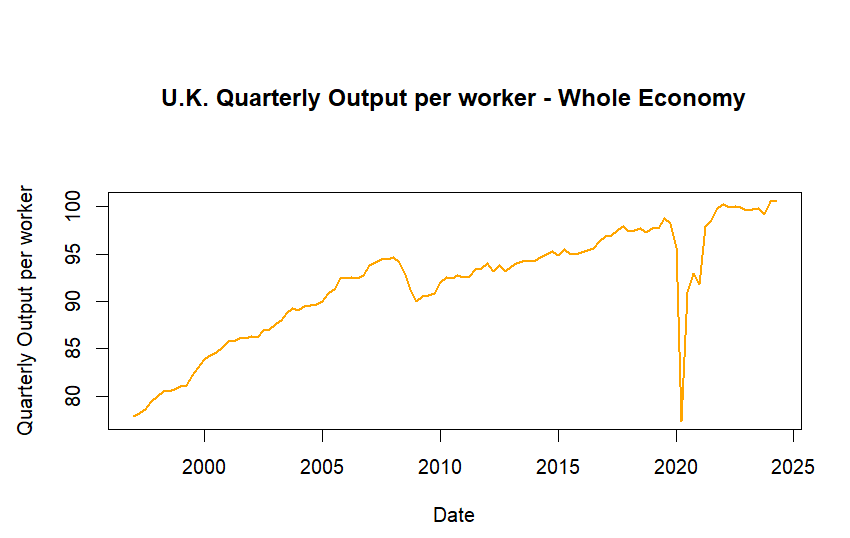 U.K. Quarterly Output per worker - Whole Economy
Quarterly Output per worker
100
95
90
85
80
2000 2005 2010 2015 2020 2025
Date